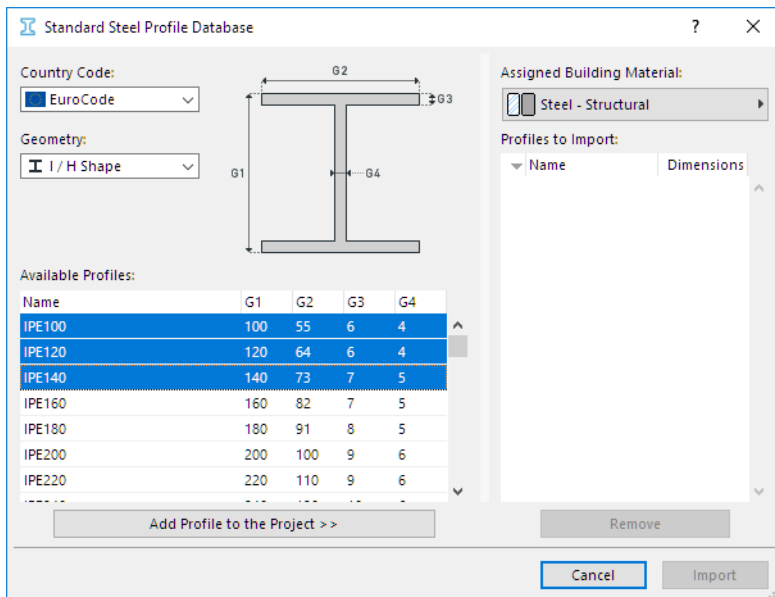 Standard Steel Profile Database
?
Country Code:
EuroCode
Geometry:
I / H Shape
G2
G3
G1
G4
Assigned Building Material:
Steel - Structural
Profiles to Import:
Name Dimensions
Available Profiles:
Name G1 G2 G3 G4
IPE100 100 55 6 4
IPE120 120 64 6 4
IPE140 140 73 7 5
IPE160 160 82 7 5
IPE180 180 91 8 5
IPE200 200 100 9 6
IPE220 220 110 9 6
Add Profile to the Project >>
Remove
Cancel
Import